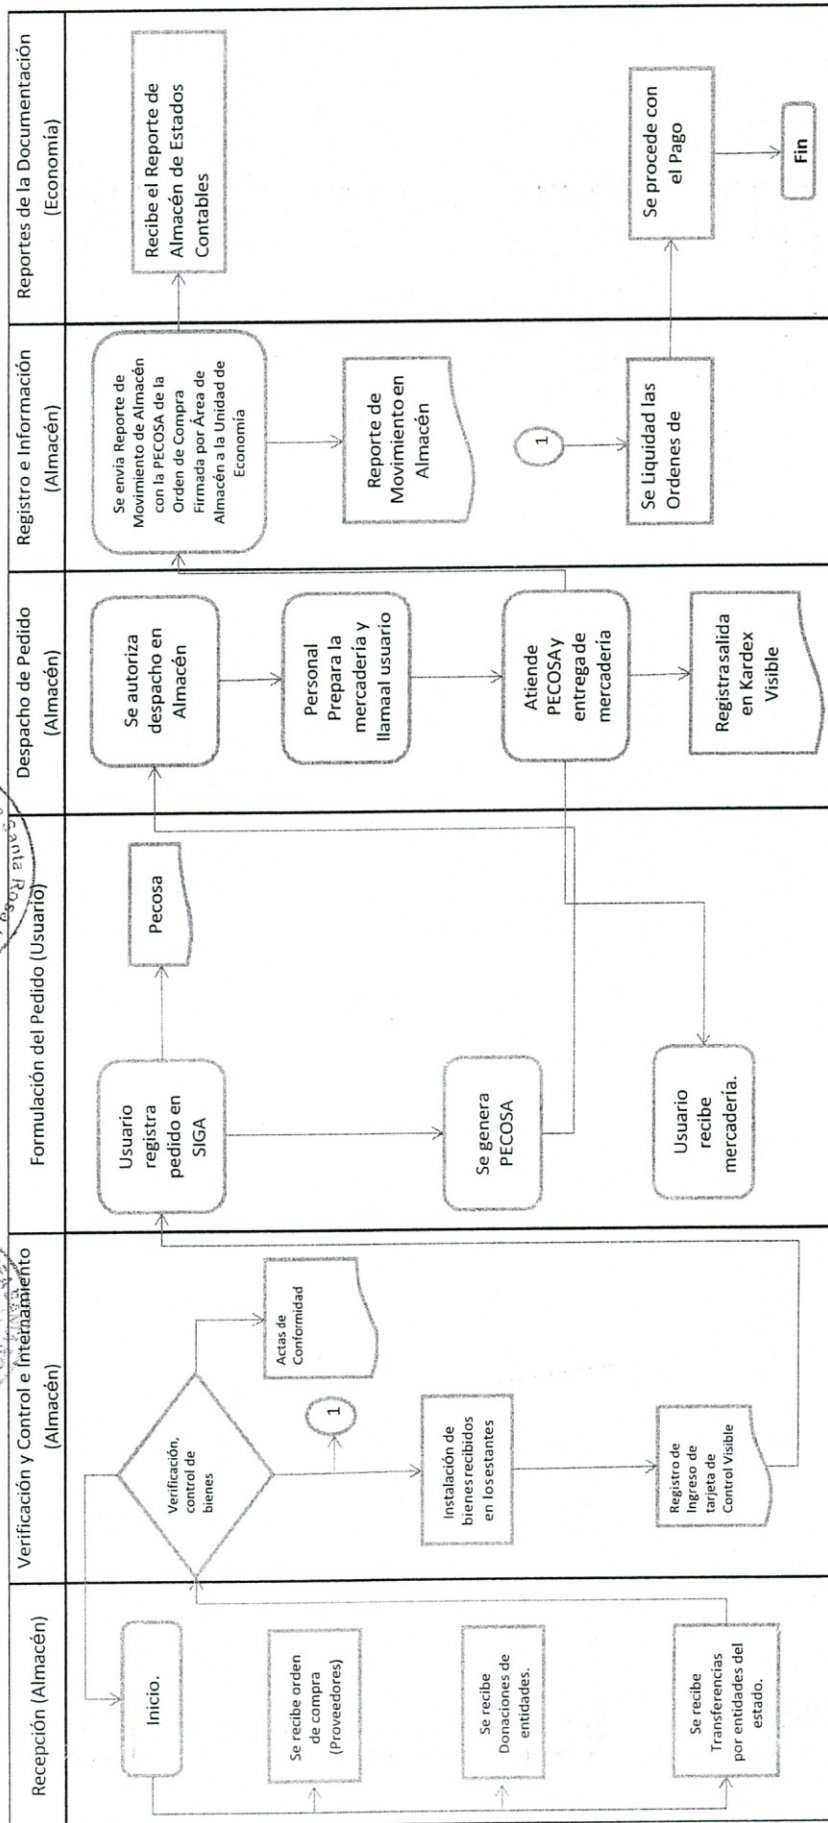 Recepción (Almacén)
Inicio.
Se recibe orden
de compra
(Proveedores)
Se recibe
Donaciones de
entidades.
Se recibe
Transferencias
por entidades del
estado.
Verificación y Control e Internamiento
(Almacén)
Verificación,
control de
bienes
Actas de
Conformidad
1
Instalación de
bienes recibidos
en los estantes
Registro de
Ingreso de
tarjeta de
Control Visible
Formulación del Pedido (Usuario)
Usuario
registra
pedido en
SIGA
Pecosa
Se genera
PECOSA
Usuario
recibe
mercadería.
Despacho de Pedido
(Almacén)
Se autoriza
despacho en
Almacén
Personal
Prepara la
mercadería y
llamaal usuario
Atiende
PECOSA y
entrega de
mercadería
Registra salida
en Kardex
Visible
Registro e Información
(Almacén)
Se envía Reporte de
Movimiento de Almacén
con la PECOSA de la
Orden de Compra
Firmada por Área de
Almacén a la Unidad de
Economía
Reporte de
Movimiento en
Almacén
1
Se Liquidad las
Ordenes de
Reportes de la Documentación
(Economía)
Recibe el Reporte de
Almacén de Estados
Contables
Se procede con
el Pago
Fin
Santa Rosa